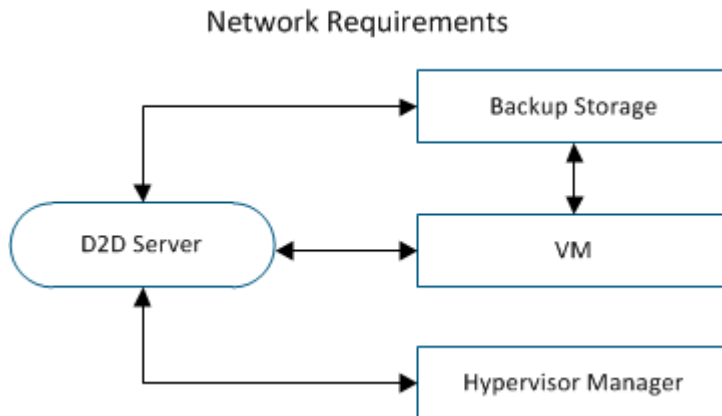 Network Requirements
Backup Storage
D2D Server
VM
Hypervisor Manager